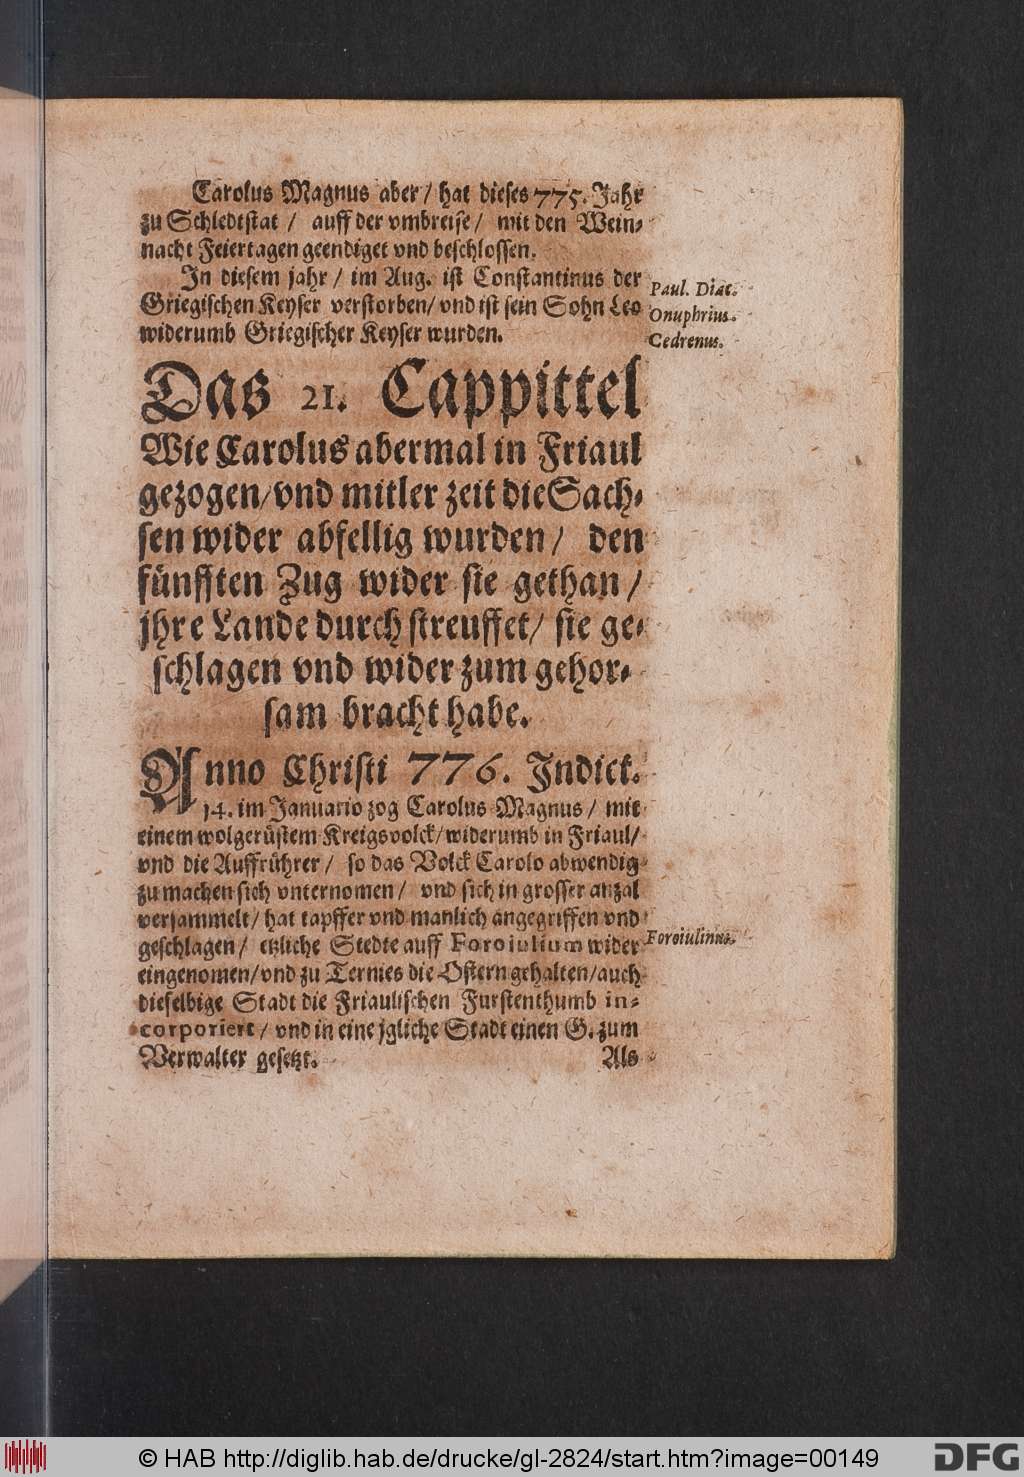 Carolus Magnus aber / hat dieses 775. Jahr
zu Schledtstat / auff der vmbreise / mit den Wein-
nacht Feiertagen geendiget vnd beschlossen.
In diesem jahr / im Aug. ist Constantinus der
Griegischen Keyser verstorben / vnd ist sein Sohn Leo
widerumb Griegischer Keyser wurden.
Paul. Diac.
Onuphrius.
Cedrenus.
Das 21. Cappittel
Wie Carolus abermal in Friaul
gezogen / vnd mitler zeit die Sach-
sen wider abfellig wurden / den
fünfften Zug wider sie gethan /
jhre Lande durch streuffet / sie ge-
schlagen vnd wider zum gehor-
sam bracht habe.
Anno Christi 776. Indict.
14. im Januario zog Carolus Magnus / mit
einem wolgerüstem Kreigsvolck / widerumb in Friaul /
vnd die Auffrührer / so das Volck Carolo abwendig
zu machen sich vnternomen / vnd sich in grosser anzal
versammelt / hat tapffer vnd manlich angegriffen vnd
geschlagen / etzliche Stedte auff Foroiulium wider
eingenomen / vnd zu Ternies die Ostern gehalten / auch
dieselbige Stadt die Friaulischen Furstenthumb in-
corporiert / vnd in eine jgliche Stadt einen G. zum
Verwalter gesetzt.
Als
Foroiulinus.
© HAB http://diglib.hab.de/drucke/gl-2824/start.htm?image=00149
DFG